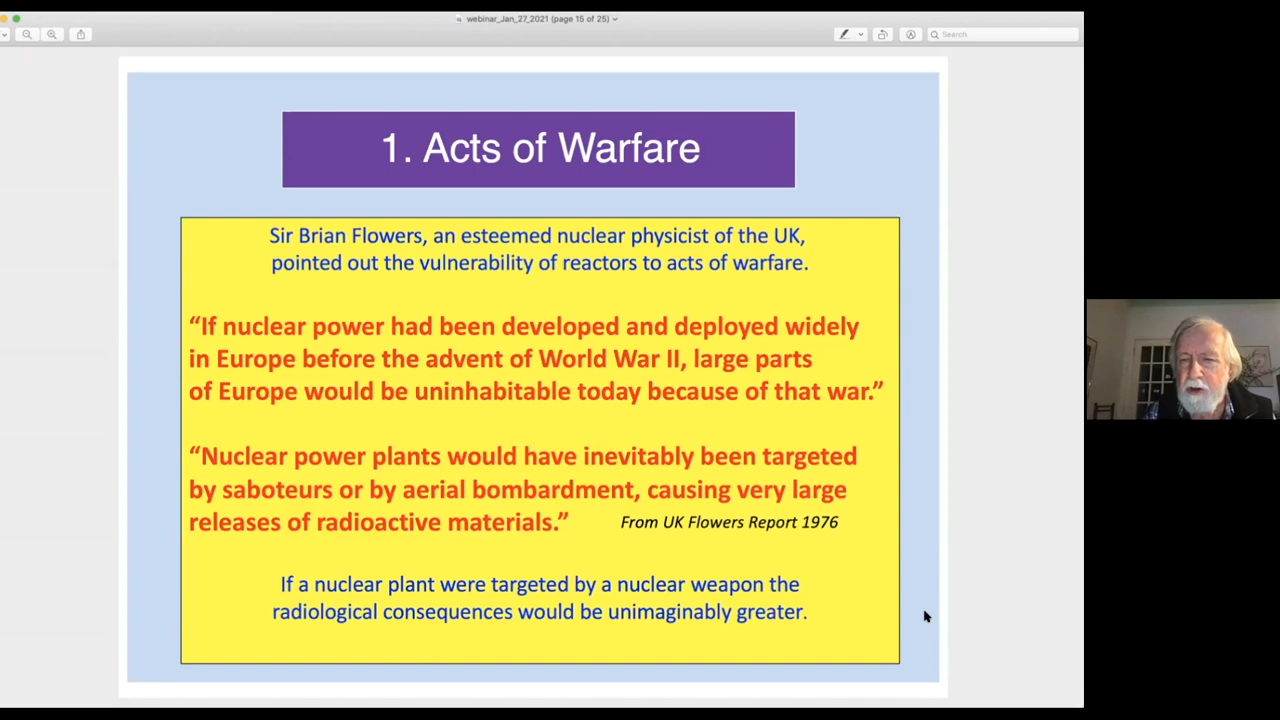 webinar_Jan_27_2021 (page 15 of 25)
Search
1. Acts of Warfare
Sir Brian Flowers, an esteemed nuclear physicist of the UK,
pointed out the vulnerability of reactors to acts of warfare.
“If nuclear power had been developed and deployed widely
in Europe before the advent of World War II, large parts
of Europe would be uninhabitable today because of that war.”
“Nuclear power plants would have inevitably been targeted
by saboteurs or by aerial bombardment, causing very large
releases of radioactive materials.” From UK Flowers Report 1976
If a nuclear plant were targeted by a nuclear weapon the
radiological consequences would be unimaginably greater.